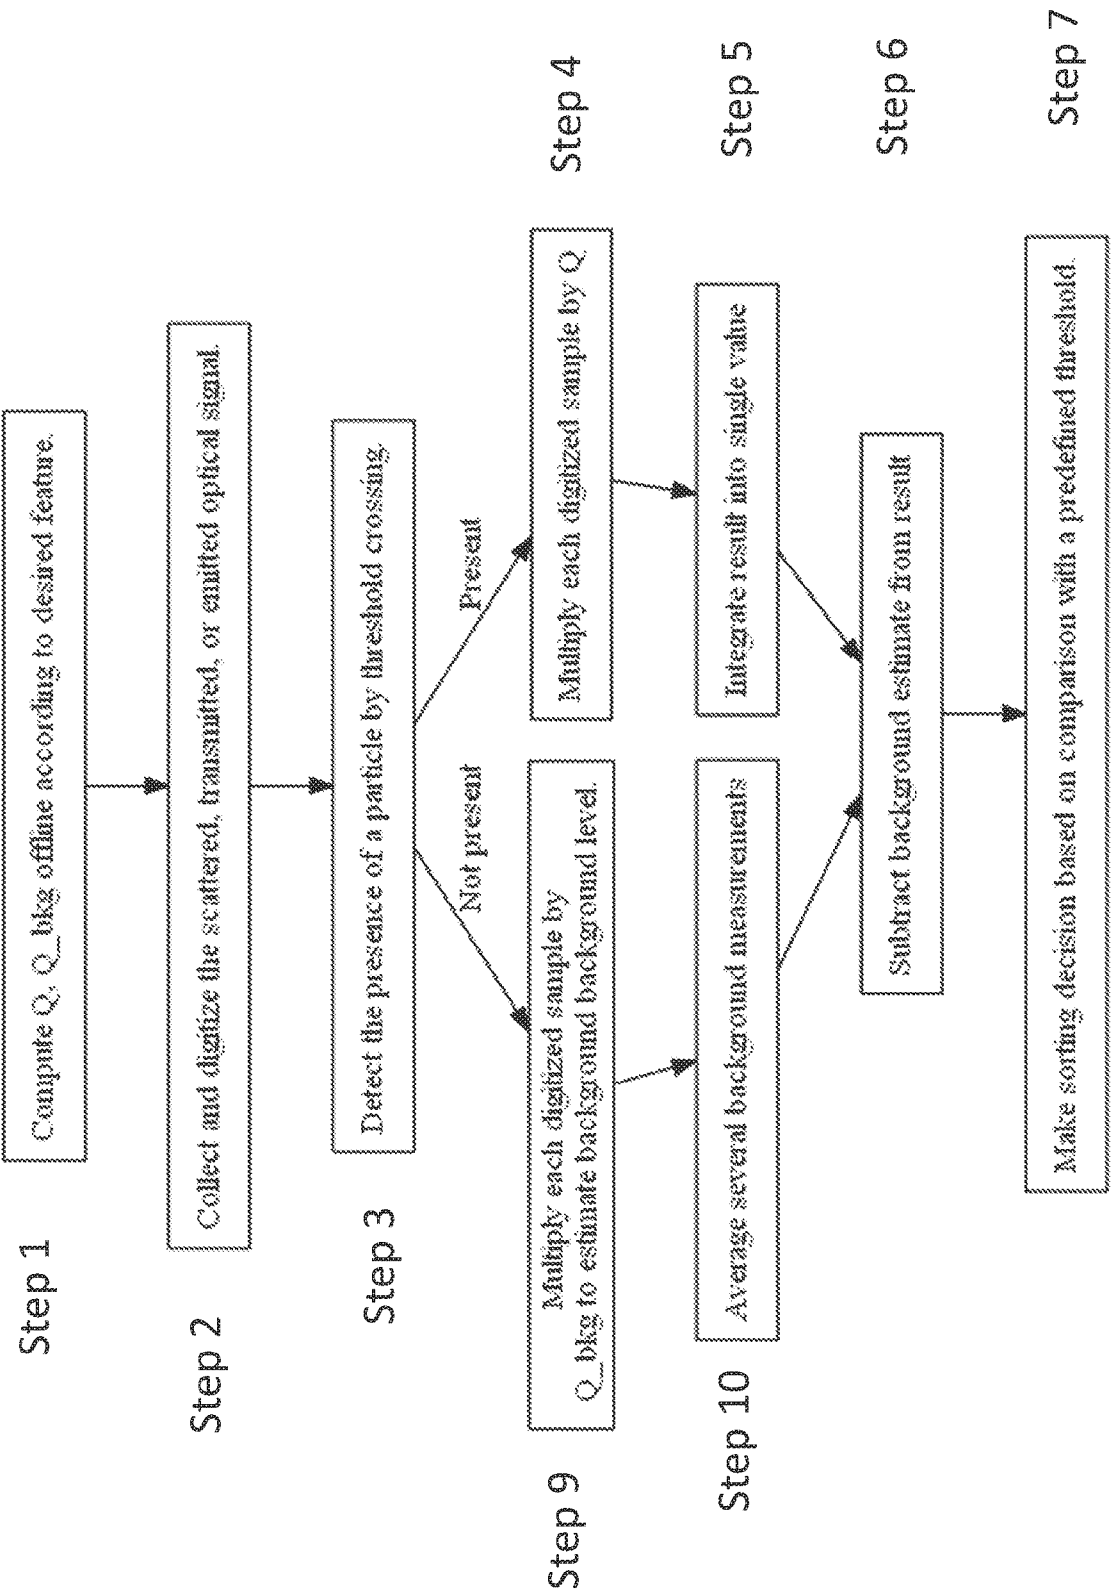 Step 1
Compute Q, Q_bkg offline according to desired feature.
Step 2
Collect and digitize the scattered, transmitted, or emitted optical signal.
Step 3
Detect the presence of a particle by threshold crossing.
Not present
Present
Step 9
Multiply each digitized sample by
Q_bkg to estimate background background level.
Multiply each digitized sample by Q
Step 4
Step 10
Average several background measurements
Integrate result into single value
Step 5
Subtract background estimate from result
Step 6
Make sorting decision based on comparison with a predefined threshold.
Step 7